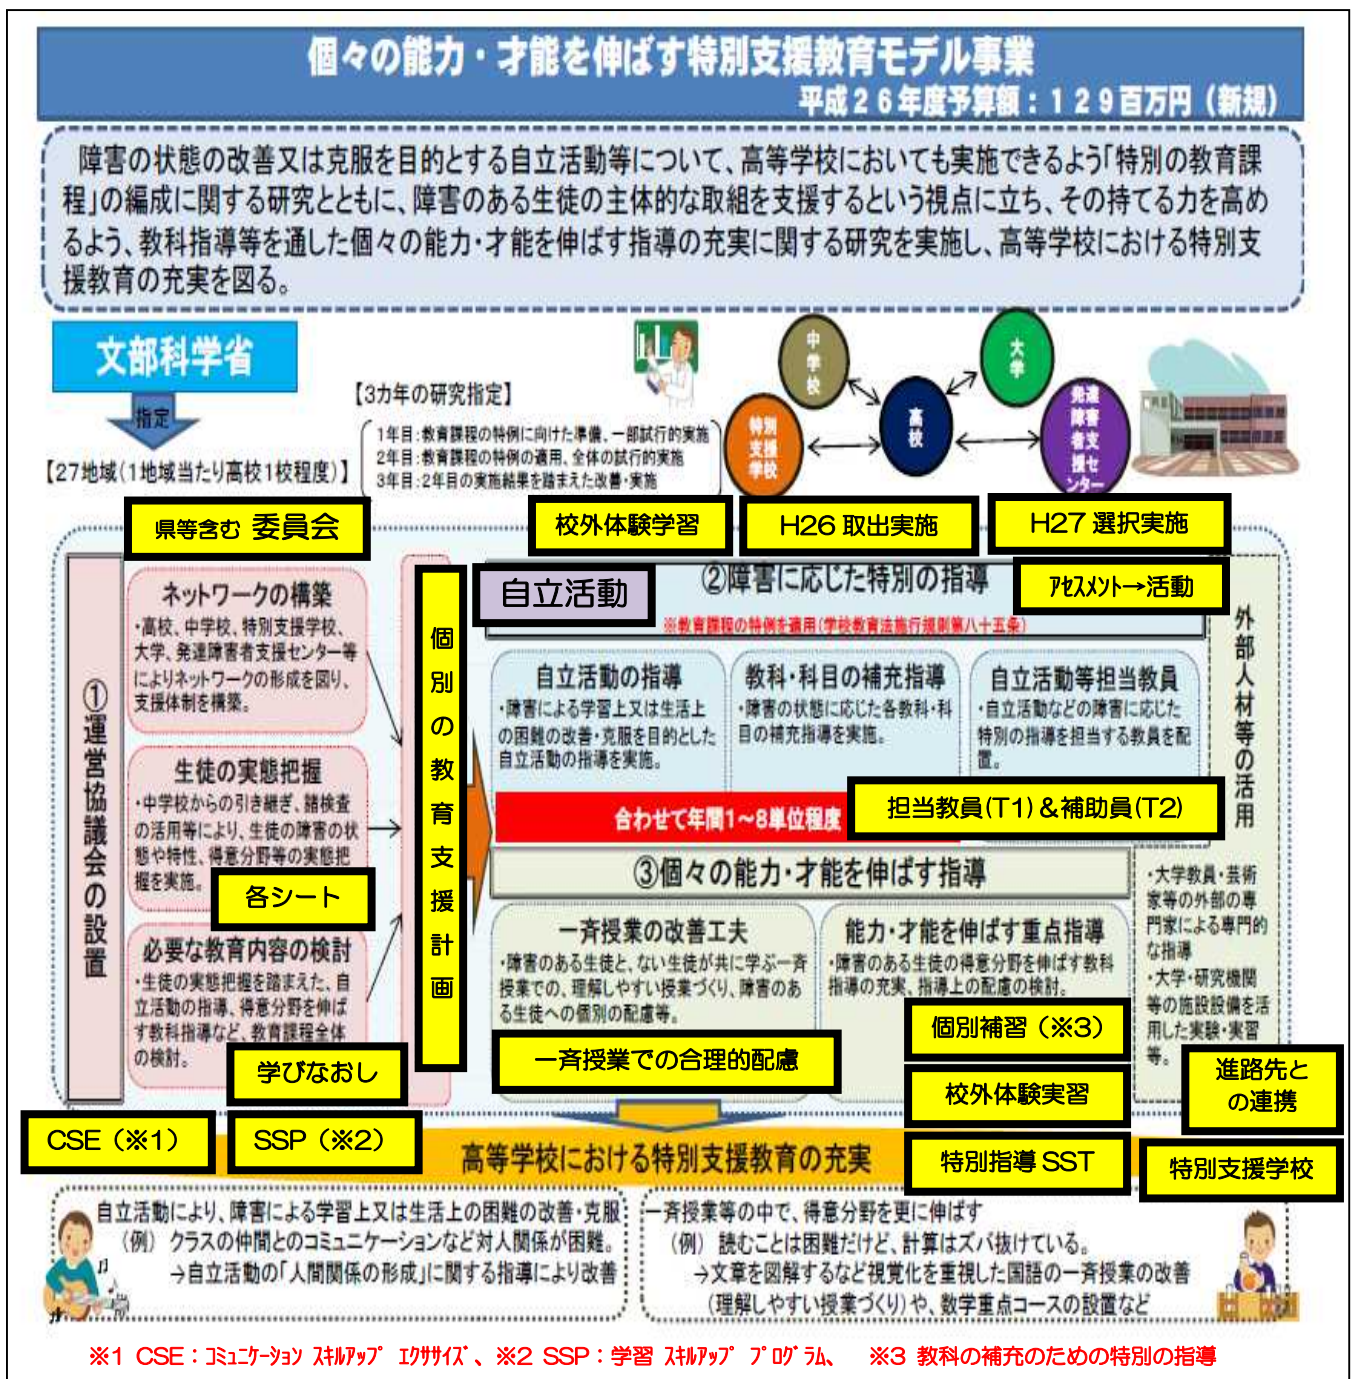 個々の能力・才能を伸ばす特別支援教育モデル事業
平成２６年度予算額：１２９百万円（新規）
障害の状態の改善又は克服を目的とする自立活動等について、高等学校においても実施できるよう「特別の教育課
程」の編成に関する研究とともに、障害のある生徒の主体的な取組を支援するという視点に立ち、その持てる力を高め
るよう、教科指導等を通した個々の能力・才能を伸ばす指導の充実に関する研究を実施し、高等学校における特別支
援教育の充実を図る。
文部科学省
指定
【27地域(1地域当たり高校1校程度)】
【3カ年の研究指定】
1年目:教育課程の特例に向けた準備、一部試行的実施
2年目:教育課程の特例の適用、全体の試行的実施
3年目:2年目の実施結果を踏まえた改善・実施
中学校
大学
特別支援学校
高校
発達障害者支援センター
県等含む 委員会
校外体験学習
H26 取出実施
H27 選択実施
①運営協議会の設置
ネットワークの構築
・高校、中学校、特別支援学校、
大学、発達障害者支援センター等
によりネットワークの形成を図り、
支援体制を構築。
生徒の実態把握
・中学校からの引き継ぎ、諸検査
の活用等により、生徒の障害の状
態や特性、得意分野等の実態把
握を実施。
各シート
必要な教育内容の検討
・生徒の実態把握を踏まえた、自
立活動の指導、得意分野を伸ば
す教科指導など、教育課程全体
の検討。
学びなおし
CSE（※1）
SSP（※2）
個別の教育支援計画
自立活動
②障害に応じた特別の指導
ｱｾｽﾒﾝﾄ→活動
※教育課程の特例を適用(学校教育法施行規則第八十五条)
自立活動の指導
・障害による学習上又は生活上
の困難の改善・克服を目的とした
自立活動の指導を実施。
教科・科目の補充指導
・障害の状態に応じた各教科・科
目の補充指導を実施。
自立活動等担当教員
・自立活動などの障害に応じた
特別の指導を担当する教員を配
置。
合わせて年間1～8単位程度
担当教員(T1)＆補助員(T2)
③個々の能力・才能を伸ばす指導
一斉授業の改善工夫
・障害のある生徒と、ない生徒が共に学ぶ一斉
授業での、理解しやすい授業づくり、障害のあ
る生徒への個別の配慮等。
一斉授業での合理的配慮
能力・才能を伸ばす重点指導
・障害のある生徒の得意分野を伸ばす教科
指導の充実、指導上の配慮の検討。
個別補習（※3）
校外体験実習
特別指導 SST
外部人材等の活用
・大学教員・芸術
家等の外部の専
門家による専門的
な指導
・大学・研究機関
等の施設設備を活
用した実験・実習
等。
進路先と
の連携
特別支援学校
高等学校における特別支援教育の充実
自立活動により、障害による学習上又は生活上の困難の改善・克服
（例） クラスの仲間とのコミュニケーションなど対人関係が困難。
→自立活動の「人間関係の形成」に関する指導により改善
一斉授業等の中で、得意分野を更に伸ばす
（例） 読むことは困難だけど、計算はズバ抜けている。
→文章を図解するなど視覚化を重視した国語の一斉授業の改善
（理解しやすい授業づくり）や、数学重点コースの設置など
※1 CSE：ｺﾐｭﾆｹｰｼｮﾝ ｽｷﾙｱｯﾌﾟ ｴｸｻｻｲｽﾞ、※2 SSP：学習 ｽｷﾙｱｯﾌﾟ ﾌﾟﾛｸﾞﾗﾑ、 ※3 教科の補充のための特別の指導